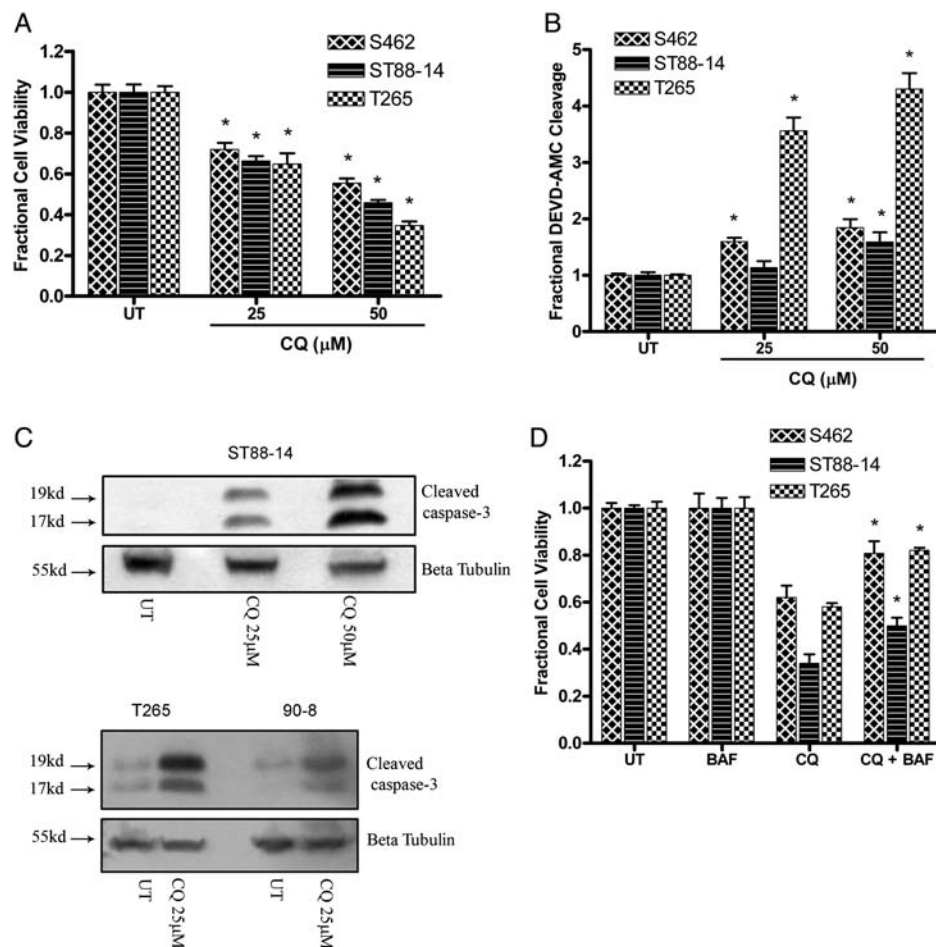 A
S462
ST88-14
T265
Fractional Cell Viability
1.2
1.0
0.8
0.6
0.4
0.2
0.0
* * * * * *
UT 25 50
CQ (μM)
B
S462
ST88-14
T265
Fractional DEVD-AMC Cleavage
5
4
3
2
1
0
* * * * *
UT 25 50
CQ (μM)
C
ST88-14
19kd
17kd
Cleaved
caspase-3
55kd
Beta Tubulin
UT
CQ 25μM
CQ 50μM
T265 90-8
19kd
17kd
Cleaved
caspase-3
55kd
Beta Tubulin
UT
CQ 25μM
UT
CQ 25μM
D
S462
ST88-14
T265
Fractional Cell Viability
1.2
1.0
0.8
0.6
0.4
0.2
0.0
* * *
UT BAF CQ CQ + BAF